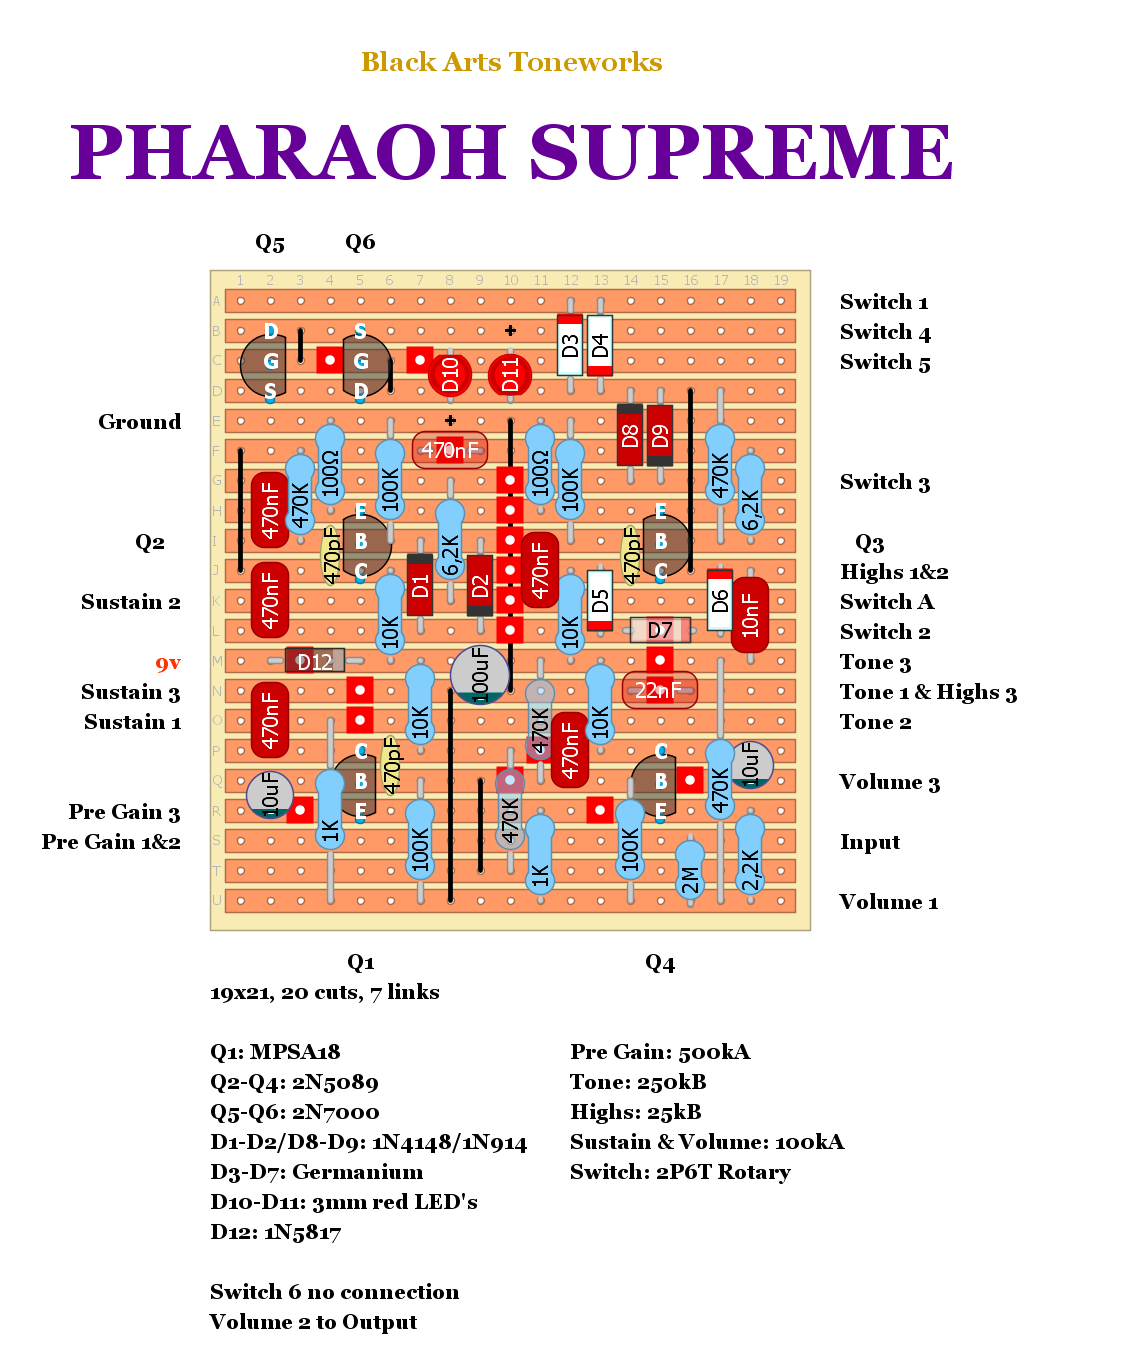 Black Arts Toneworks
PHARAOH SUPREME
Q5 Q6
1 2 3 4 5 6 7 8 9 10 11 12 13 14 15 16 17 18 19
A Switch 1
B D S + D3 D4 Switch 4
C G G D10 D11 Switch 5
D S D
Ground E + D8 D9
F 470nF
G 470nF 470K 100Ω 100K 100Ω 100K 470K 6,2K Switch 3
H E E
Q2 I B 470pF 6,2K 470nF 470pF B Q3
J C D1 D2 C Highs 1&2
Sustain 2 K 470nF D5 D6 Switch A
L 10K 10K D7 10nF Switch 2
9v M D12 100uF Tone 3
Sustain 3 N 22nF Tone 1 & Highs 3
Sustain 1 O 470nF 10K 470K 10K Tone 2
P C 470pF 470nF C 10uF
Q 10uF B B 470K Volume 3
Pre Gain 3 R E E
Pre Gain 1&2 S 1K 100K 470K 100K Input
T 1K 2M 2,2K
U Volume 1
Q1 Q4
19x21, 20 cuts, 7 links
Q1: MPSA18 Pre Gain: 500kA
Q2-Q4: 2N5089 Tone: 250kB
Q5-Q6: 2N7000 Highs: 25kB
D1-D2/D8-D9: 1N4148/1N914 Sustain & Volume: 100kA
D3-D7: Germanium Switch: 2P6T Rotary
D10-D11: 3mm red LED's
D12: 1N5817
Switch 6 no connection
Volume 2 to Output